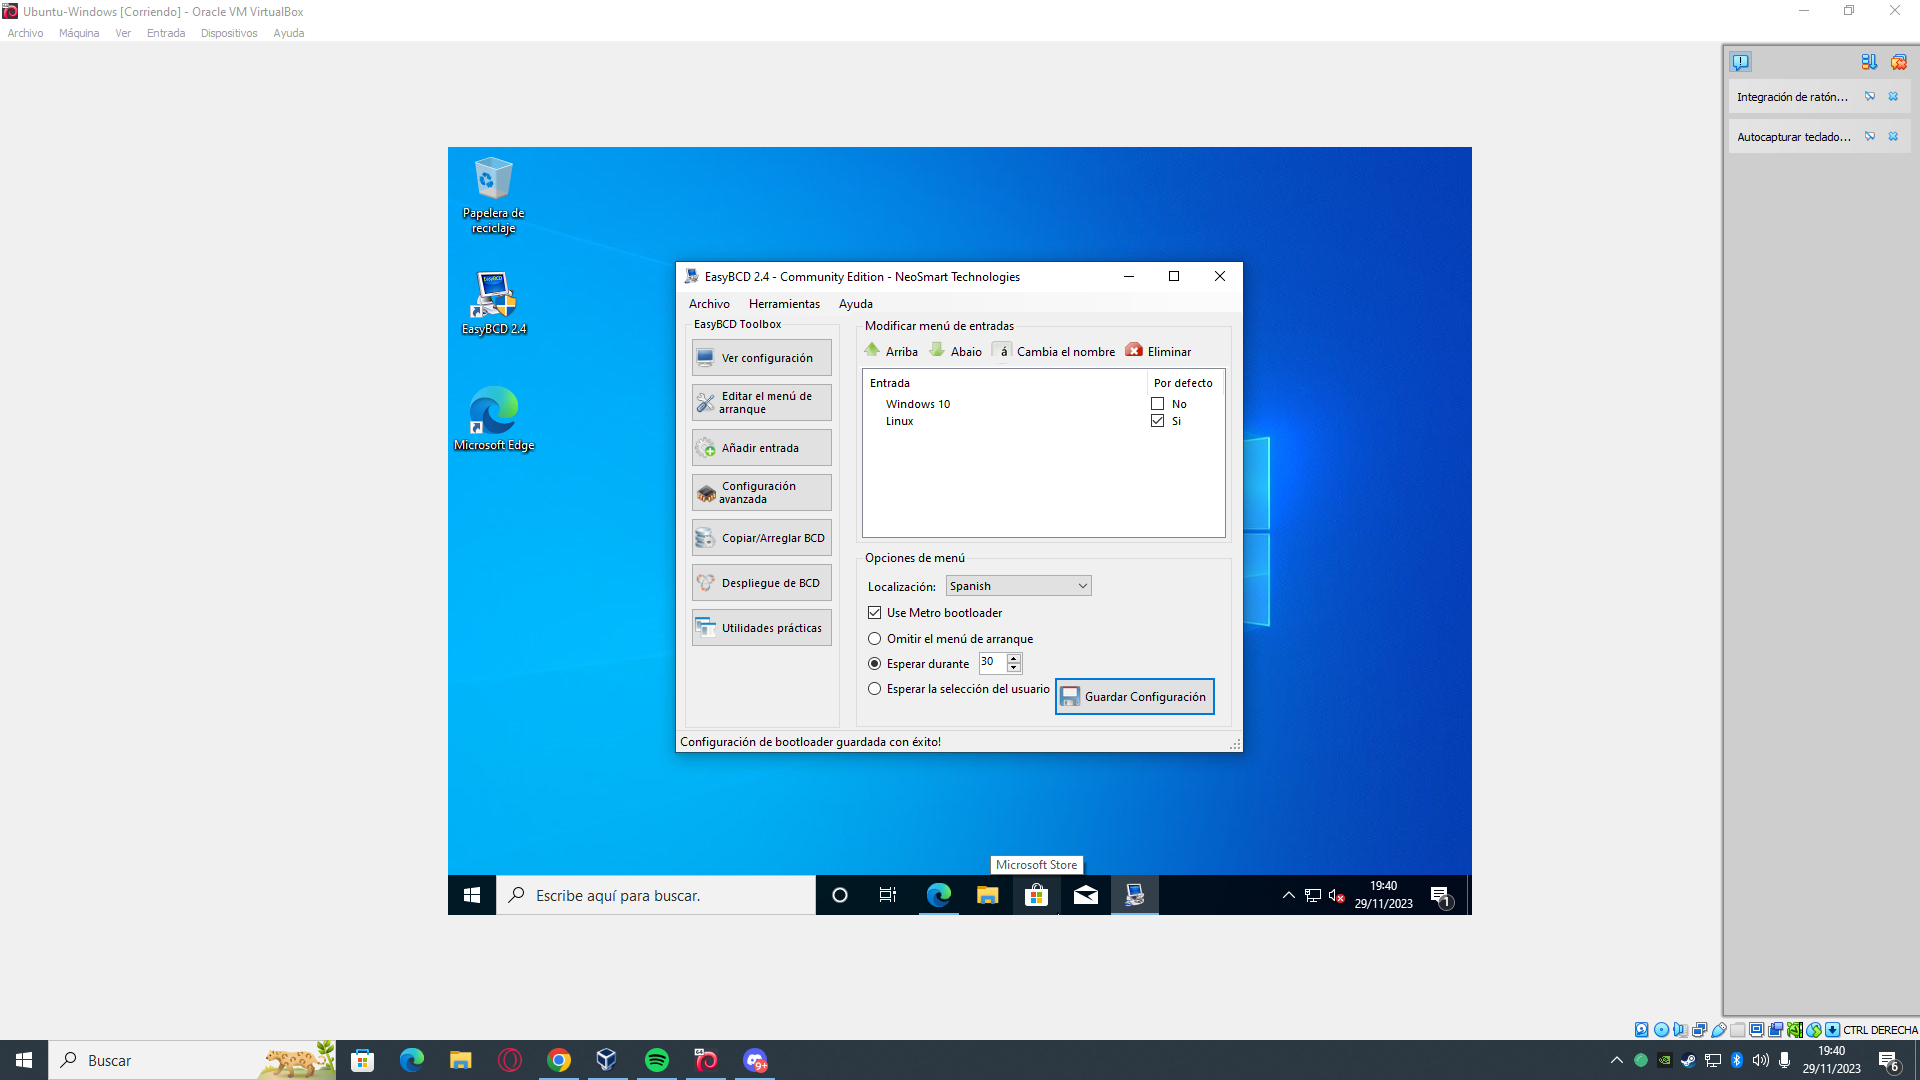 Ubuntu-Windows [Corriendo] - Oracle VM VirtualBox
Archivo Máquina Ver Entrada Dispositivos Ayuda
Integración de ratón...
Autocapturar teclado...
Papelera de
reciclaje
EasyBCD 2.4
Microsoft Edge
EasyBCD 2.4 - Community Edition - NeoSmart Technologies
Archivo Herramientas Ayuda
EasyBCD Toolbox
Ver configuración
Editar el menú de
arranque
Añadir entrada
Configuración
avanzada
Copiar/Arreglar BCD
Despliegue de BCD
Utilidades prácticas
Modificar menú de entradas
Arriba Abaio á Cambia el nombre Eliminar
Entrada Por defecto
Windows 10 No
Linux Si
Opciones de menú
Localización: Spanish
Use Metro bootloader
Omitir el menú de arranque
Esperar durante 30
Esperar la selección del usuario
Guardar Configuración
Configuración de bootloader guardada con éxito!
Microsoft Store
Escribe aquí para buscar.
19:40
29/11/2023
1
CTRL DERECHA
Buscar
9+
19:40
29/11/2023
6